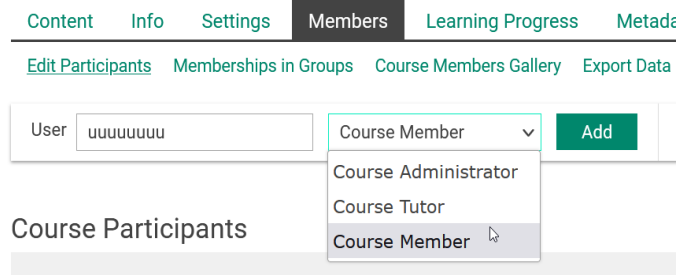 Content Info Settings Members Learning Progress Metada
Edit Participants Memberships in Groups Course Members Gallery Export Data
User uuuuuuuu Course Member Add
Course Administrator
Course Tutor
Course Member
Course Participants